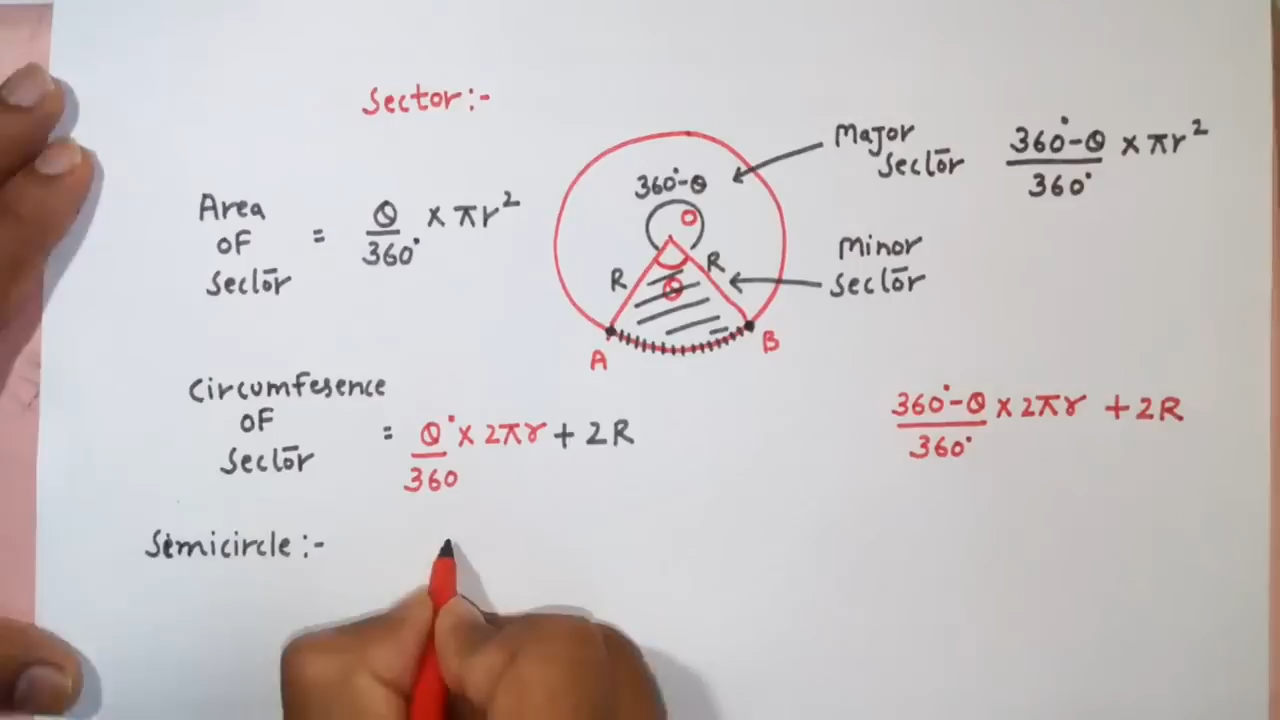 Sector:-
Major
Sector
360°-θ
360°
× πr²
360°-θ
O
Area
OF
Sector
=
θ
360°
× πr²
Minor
Sector
R
R
θ
A
B
Circumference
OF
Sector
=
θ°
360
× 2πr + 2R
360°-θ
360°
× 2πr + 2R
Semicircle:-